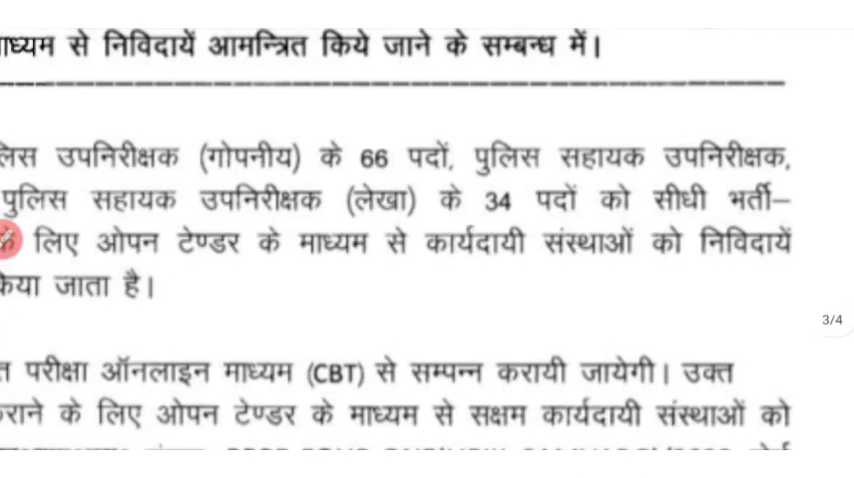 माध्यम से निविदायें आमन्त्रित किये जाने के सम्बन्ध में।
लिस उपनिरीक्षक (गोपनीय) के 66 पदों, पुलिस सहायक उपनिरीक्षक,
पुलिस सहायक उपनिरीक्षक (लेखा) के 34 पदों को सीधी भर्ती–
के लिए ओपन टेण्डर के माध्यम से कार्यदायी संस्थाओं को निविदायें
किया जाता है।
3/4
त परीक्षा ऑनलाइन माध्यम (CBT) से सम्पन्न करायी जायेगी। उक्त
कराने के लिए ओपन टेण्डर के माध्यम से सक्षम कार्यदायी संस्थाओं को